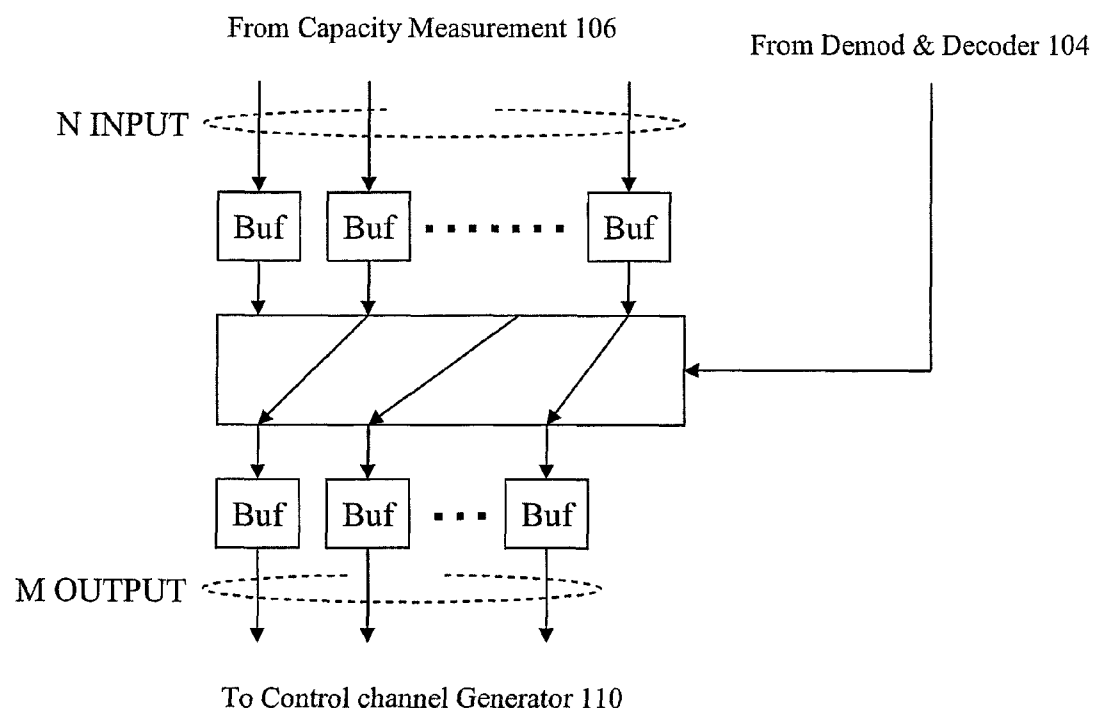 From Capacity Measurement 106
From Demod & Decoder 104
N INPUT
Buf
Buf
Buf
Buf
Buf
Buf
M OUTPUT
To Control channel Generator 110